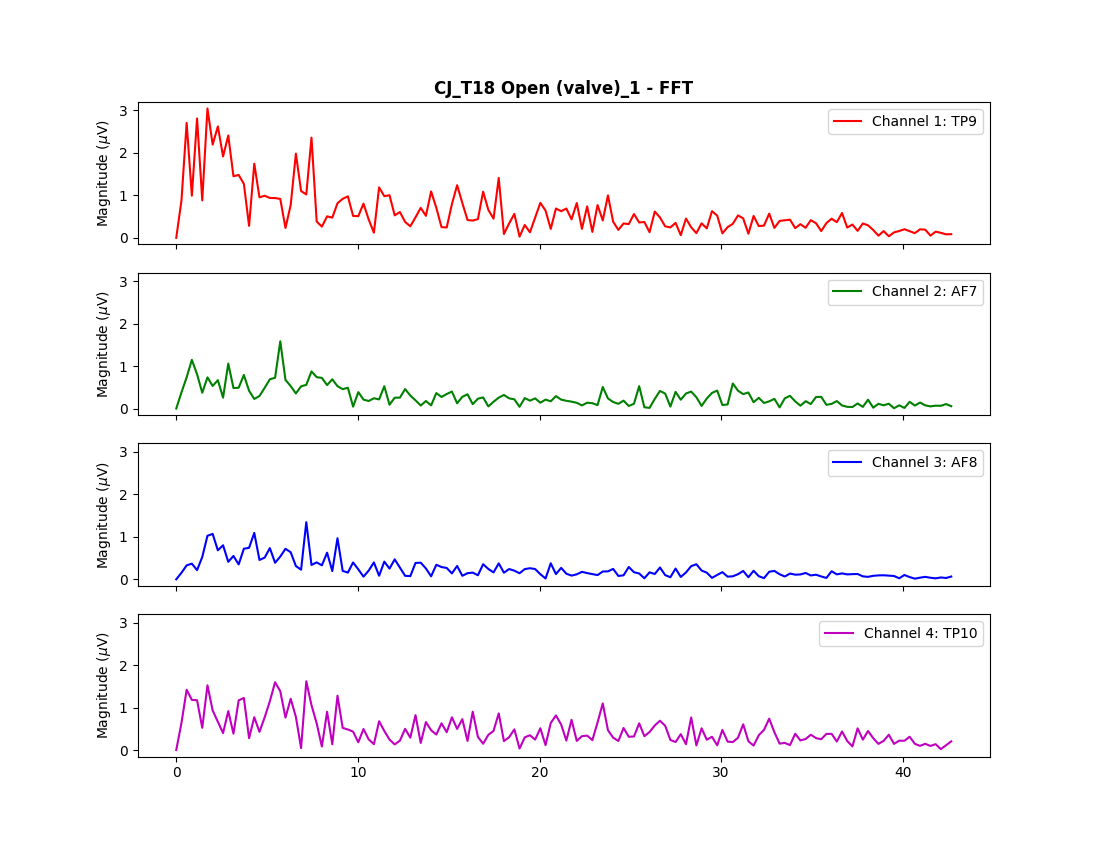 CJ_T18 Open (valve)_1 - FFT
3
2
1
0
Magnitude (μV)
Channel 1: TP9
3
2
1
0
Magnitude (μV)
Channel 2: AF7
3
2
1
0
Magnitude (μV)
Channel 3: AF8
3
2
1
0
Magnitude (μV)
Channel 4: TP10
0 10 20 30 40